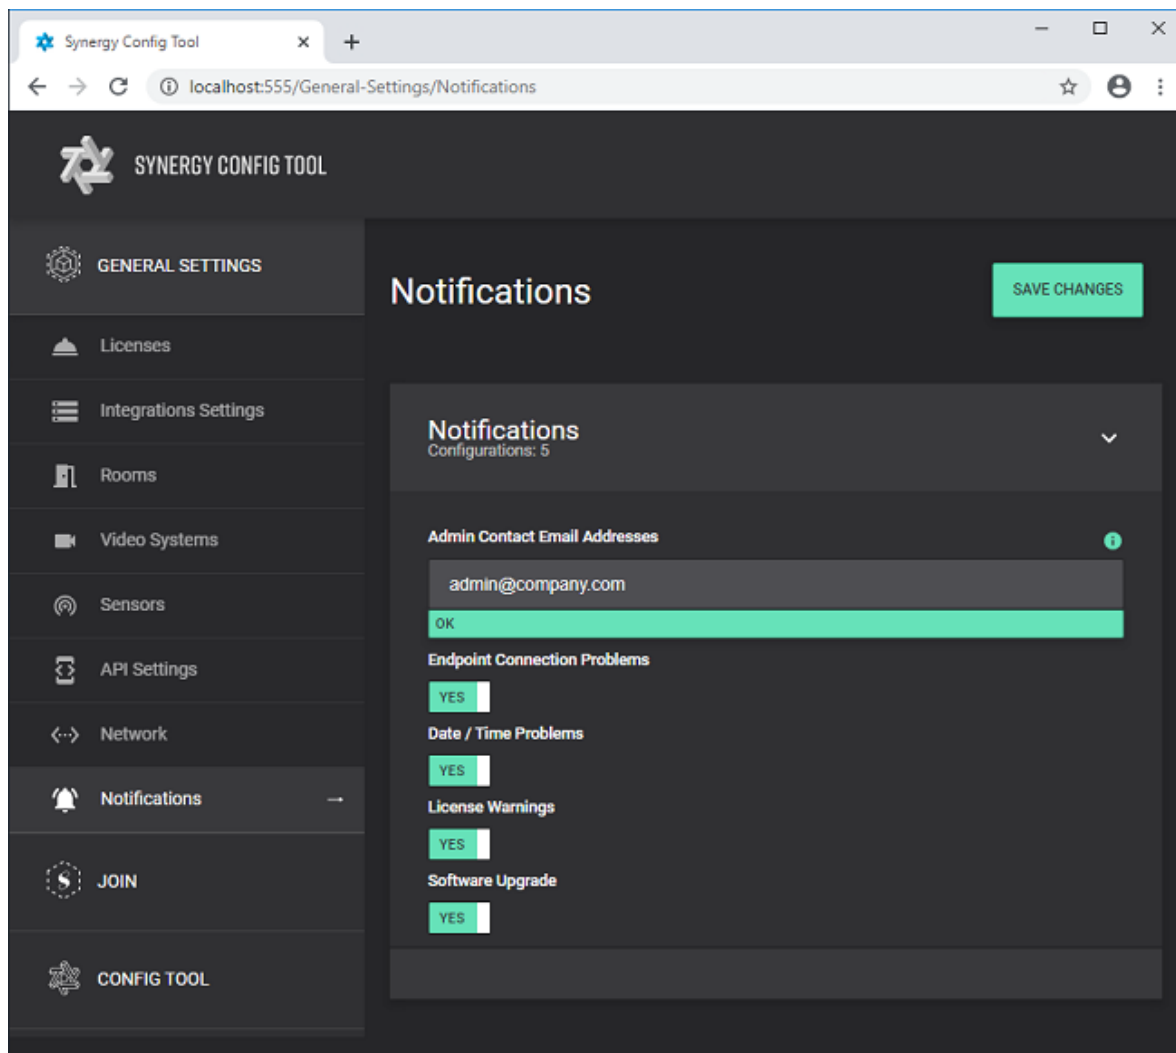 Synergy Config Tool
localhost:555/General-Settings/Notifications
SYNERGY CONFIG TOOL
GENERAL SETTINGS
Licenses
Integrations Settings
Rooms
Video Systems
Sensors
API Settings
Network
Notifications
JOIN
CONFIG TOOL
Notifications
SAVE CHANGES
Notifications
Configurations: 5
Admin Contact Email Addresses
admin@company.com
OK
Endpoint Connection Problems
YES
Date / Time Problems
YES
License Warnings
YES
Software Upgrade
YES